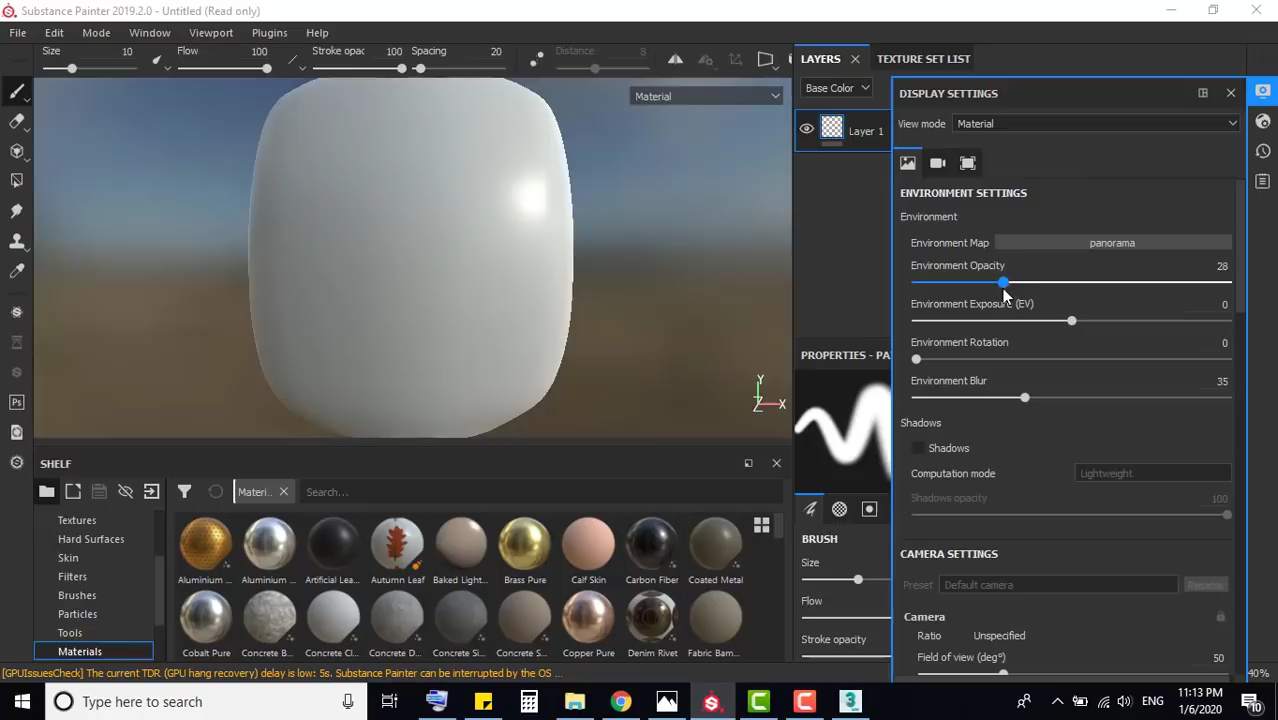 Substance Painter 2019.2.0 - Untitled (Read only)
File Edit Mode Window Viewport Plugins Help
Size 10 Flow 100 Stroke opac 100 Spacing 20 Distance 8
LAYERS TEXTURE SET LIST
Material
Base Color
Layer 1
DISPLAY SETTINGS
View mode Material
ENVIRONMENT SETTINGS
Environment
Environment Map panorama
Environment Opacity 28
Environment Exposure (EV) 0
Environment Rotation 0
Environment Blur 35
Shadows
Shadows
Computation mode Lightweight
Shadows opacity 100
CAMERA SETTINGS
Preset Default camera Rename
Camera
Ratio Unspecified
Field of view (deg°) 50
Y
Z X
PROPERTIES - PA
BRUSH
Size
Flow
Stroke opacity
SHELF
Materi.. Search...
Textures
Hard Surfaces
Skin
Filters
Brushes
Particles
Tools
Materials
Ps
Aluminium ... Aluminium ... Artificial Lea... Autumn Leaf Baked Light... Brass Pure Calf Skin Carbon Fiber Coated Metal
Cobalt Pure Concrete B... Concrete Cl... Concrete D... Concrete Si... Concrete S... Copper Pure Denim Rivet Fabric Bam...
[GPUIssuesCheck] The current TDR (GPU hang recovery) delay is low: 5s. Substance Painter can be interrupted by the OS ...
40%
Type here to search
ENG
11:13 PM
1/6/2020
10